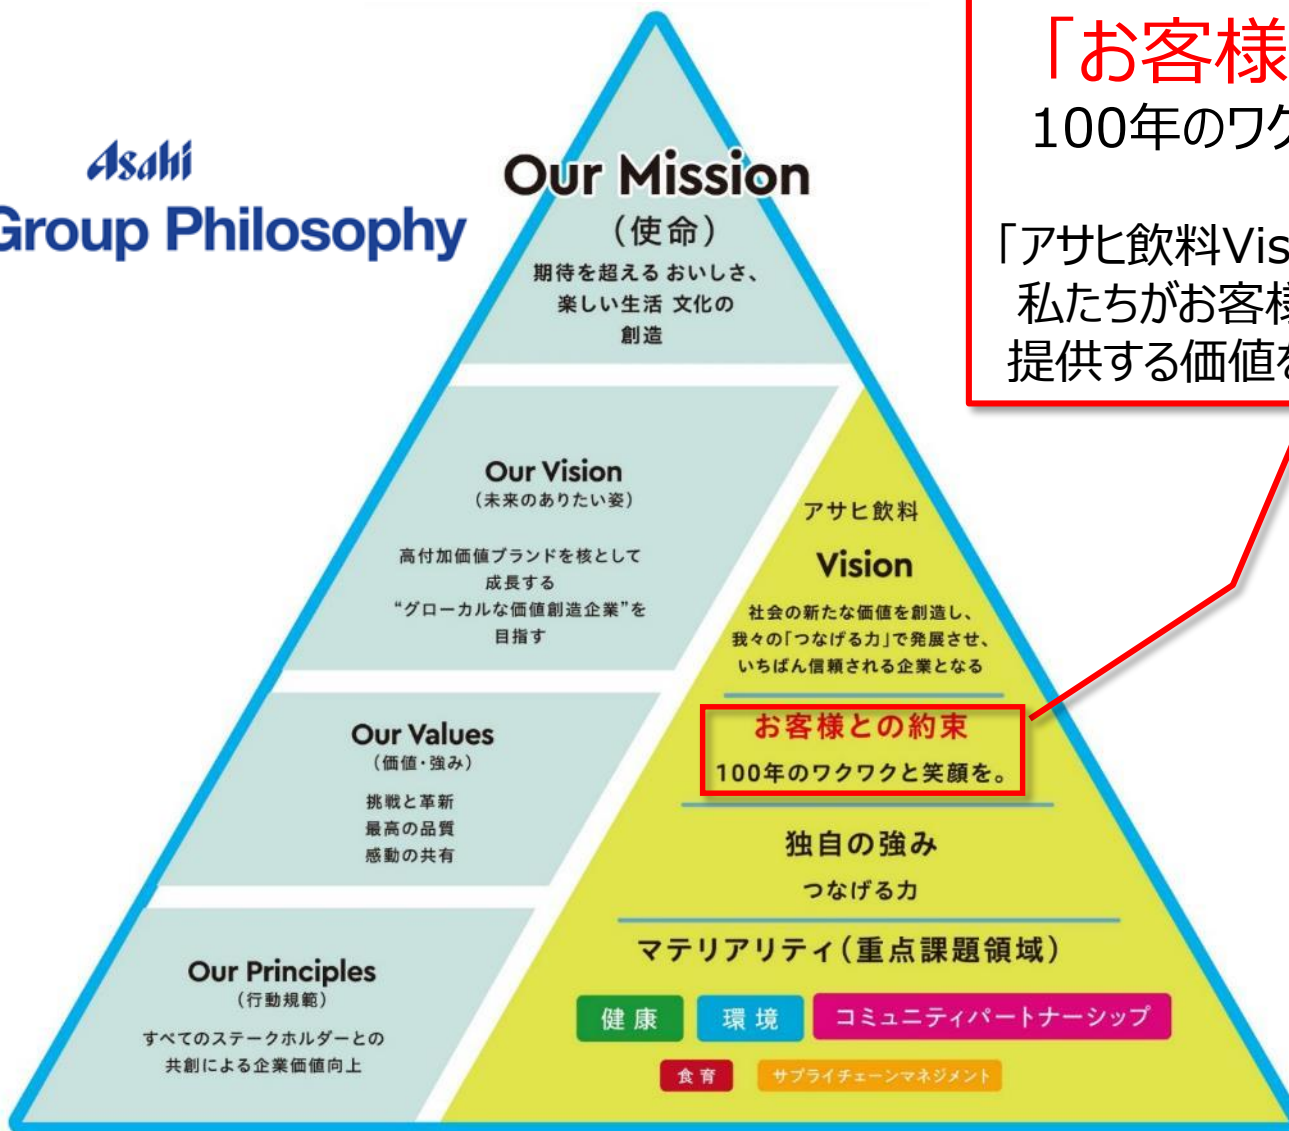 Asahi
Group Philosophy
Our Mission
(使命)
期待を超える おいしさ、
楽しい生活 文化の
創造
Our Vision
(未来のありたい姿)
高付加価値ブランドを核として
成長する
“グローカルな価値創造企業”を
目指す
Our Values
(価値・強み)
挑戦と革新
最高の品質
感動の共有
Our Principles
(行動規範)
すべてのステークホルダーとの
共創による企業価値向上
アサヒ飲料
Vision
社会の新たな価値を創造し、
我々の「つなげる力」で発展させ、
いちばん信頼される企業となる
お客様との約束
100年のワクワクと笑顔を。
独自の強み
つなげる力
マテリアリティ(重点課題領域)
健康 環境 コミュニティパートナーシップ
食育 サプライチェーンマネジメント
「お客様
100年のワク
「アサヒ飲料Vis
私たちがお客様
提供する価値を